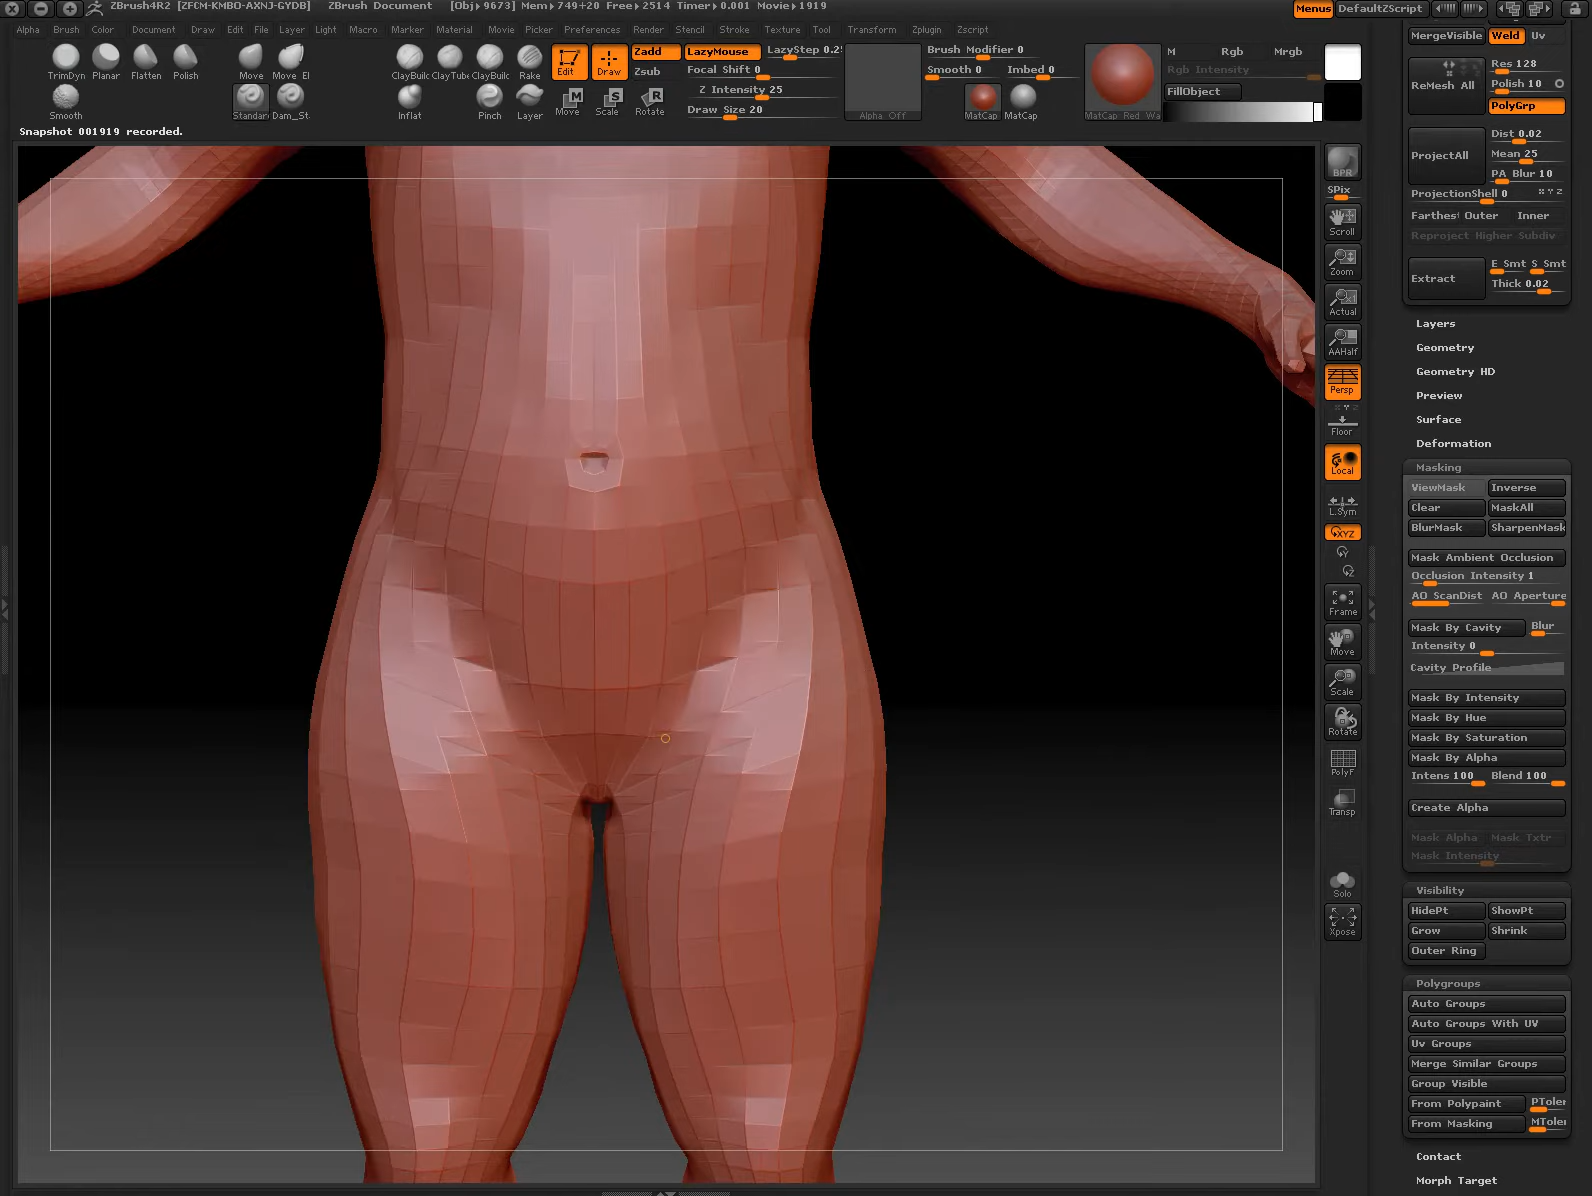 ZBrush4R2 [ZFCM-KMBO-AXNJ-GYDB] ZBrush Document [Obj▸9673] Mem▸749+20 Free▸2514 Timer▸0.001 Movie▸1919 Menus DefaultZScript
Alpha Brush Color Document Draw Edit File Layer Light Macro Marker Material Movie Picker Preferences Render Stencil Stroke Texture Tool Transform Zplugin Zscript
TrimDyn Planar Flatten Polish Move Move El ClayBuilc ClayTub ClayBuilc Rake
Smooth Standar Dam_St Inflat Pinch Layer
Edit Draw Move Scale Rotate
Zadd
Zsub
LazyMouse LazyStep 0.2
Focal Shift 0
Z Intensity 25
Draw Size 20
Alpha Off
Brush Modifier 0
Smooth 0 Imbed 0
MatCap MatCap
MatCap Red Wa
M Rgb Mrgb
Rgb Intensity
FillObject
Snapshot 001919 recorded.
BPR
SPix
Scroll
Zoom
Actual
AAHalf
Persp
Floor
Local
L.Sym
XYZ
Frame
Move
Scale
Rotate
PolyF
Transp
Solo
Xpose
MergeVisible Weld Uv
ReMesh All
Res 128
Polish 10
PolyGrp
ProjectAll
Dist 0.02
Mean 25
PA Blur 10
ProjectionShell 0
Farthest Outer Inner
Reproject Higher Subdiv
Extract
E Smt S Smt
Thick 0.02
Layers
Geometry
Geometry HD
Preview
Surface
Deformation
Masking
ViewMask Inverse
Clear MaskAll
BlurMask SharpenMask
Mask Ambient Occlusion
Occlusion Intensity 1
AO ScanDist AO Aperture
Mask By Cavity Blur
Intensity 0
Cavity Profile
Mask By Intensity
Mask By Hue
Mask By Saturation
Mask By Alpha
Intens 100 Blend 100
Create Alpha
Mask Alpha Mask Txtr
Mask Intensity
Visibility
HidePt ShowPt
Grow Shrink
Outer Ring
Polygroups
Auto Groups
Auto Groups With UV
Uv Groups
Merge Similar Groups
Group Visible
From Polypaint PToler
From Masking MToler
Contact
Morph Target